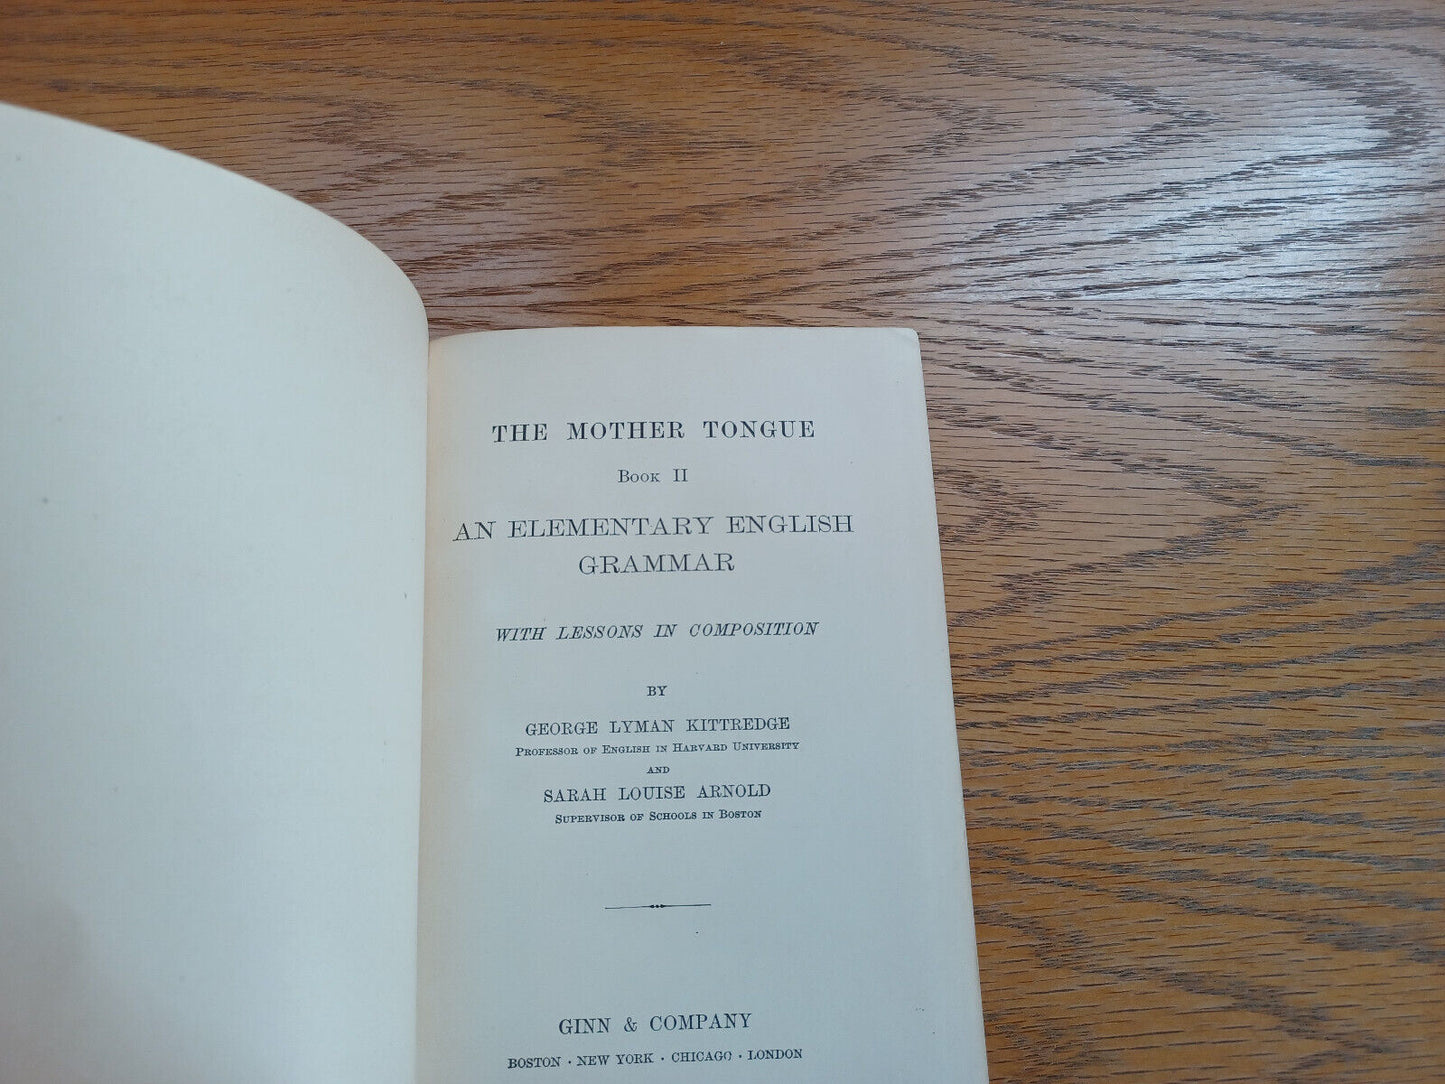 THE MOTHER TONGUE
BOOK II
AN ELEMENTARY ENGLISH
GRAMMAR
WITH LESSONS IN COMPOSITION
BY
GEORGE LYMAN KITTREDGE
PROFESSOR OF ENGLISH IN HARVARD UNIVERSITY
AND
SARAH LOUISE ARNOLD
SUPERVISOR OF SCHOOLS IN BOSTON
GINN & COMPANY
BOSTON · NEW YORK · CHICAGO · LONDON